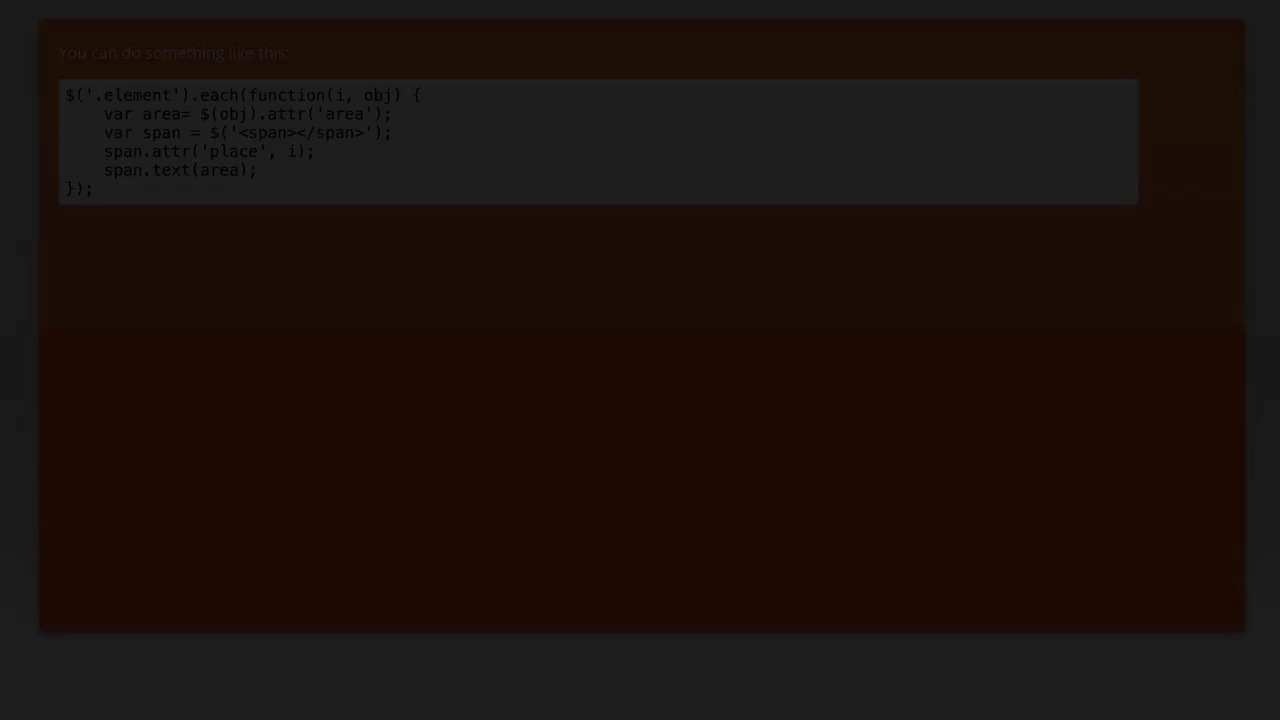 You can do something like this:
$('.element').each(function(i, obj) {
    var area= $(obj).attr('area');
    var span = $('<span></span>');
    span.attr('place', i);
    span.text(area);
});